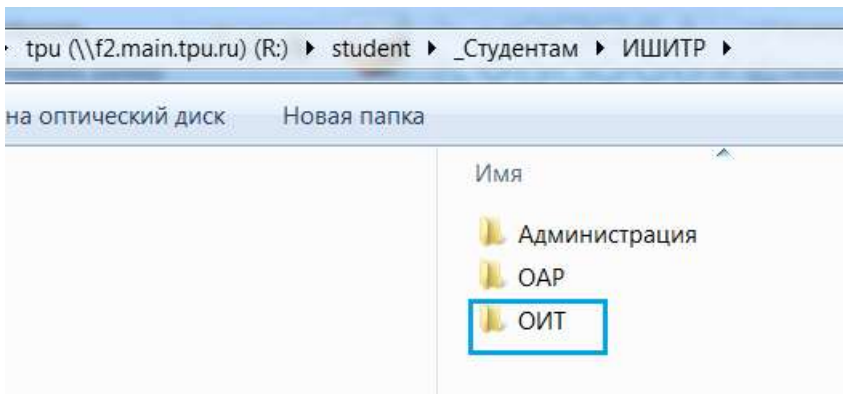 tpu (\\f2.main.tpu.ru) (R:) ▸ student ▸ _Студентам ▸ ИШИТР ▸
на оптический диск Новая папка
Имя
Администрация
ОАР
ОИТ